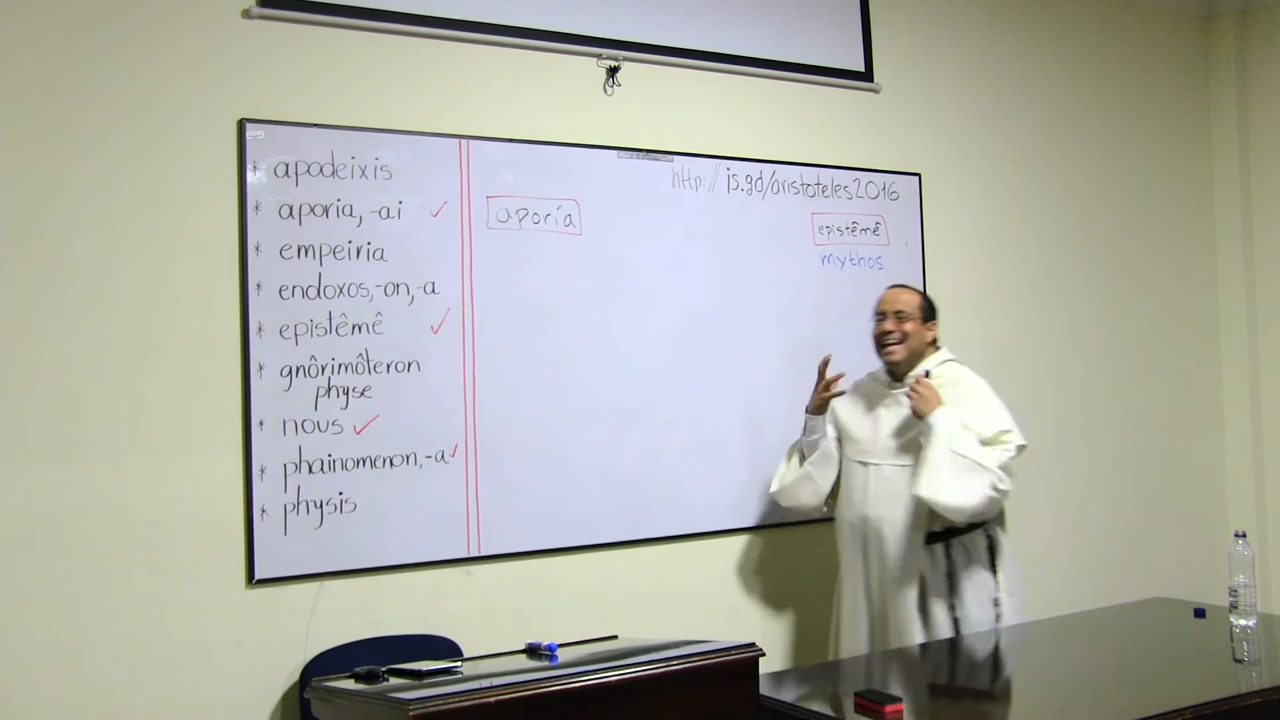 * apodeixis
* aporia, -ai ✓
* empeiria
* endoxos,-on,-a
* epistêmê ✓
* gnôrimôteron
physe
* nous ✓
* phainomenon,-a ✓
* physis
aporía
http://is.gd/aristoteles2016
epistêmê
mythos